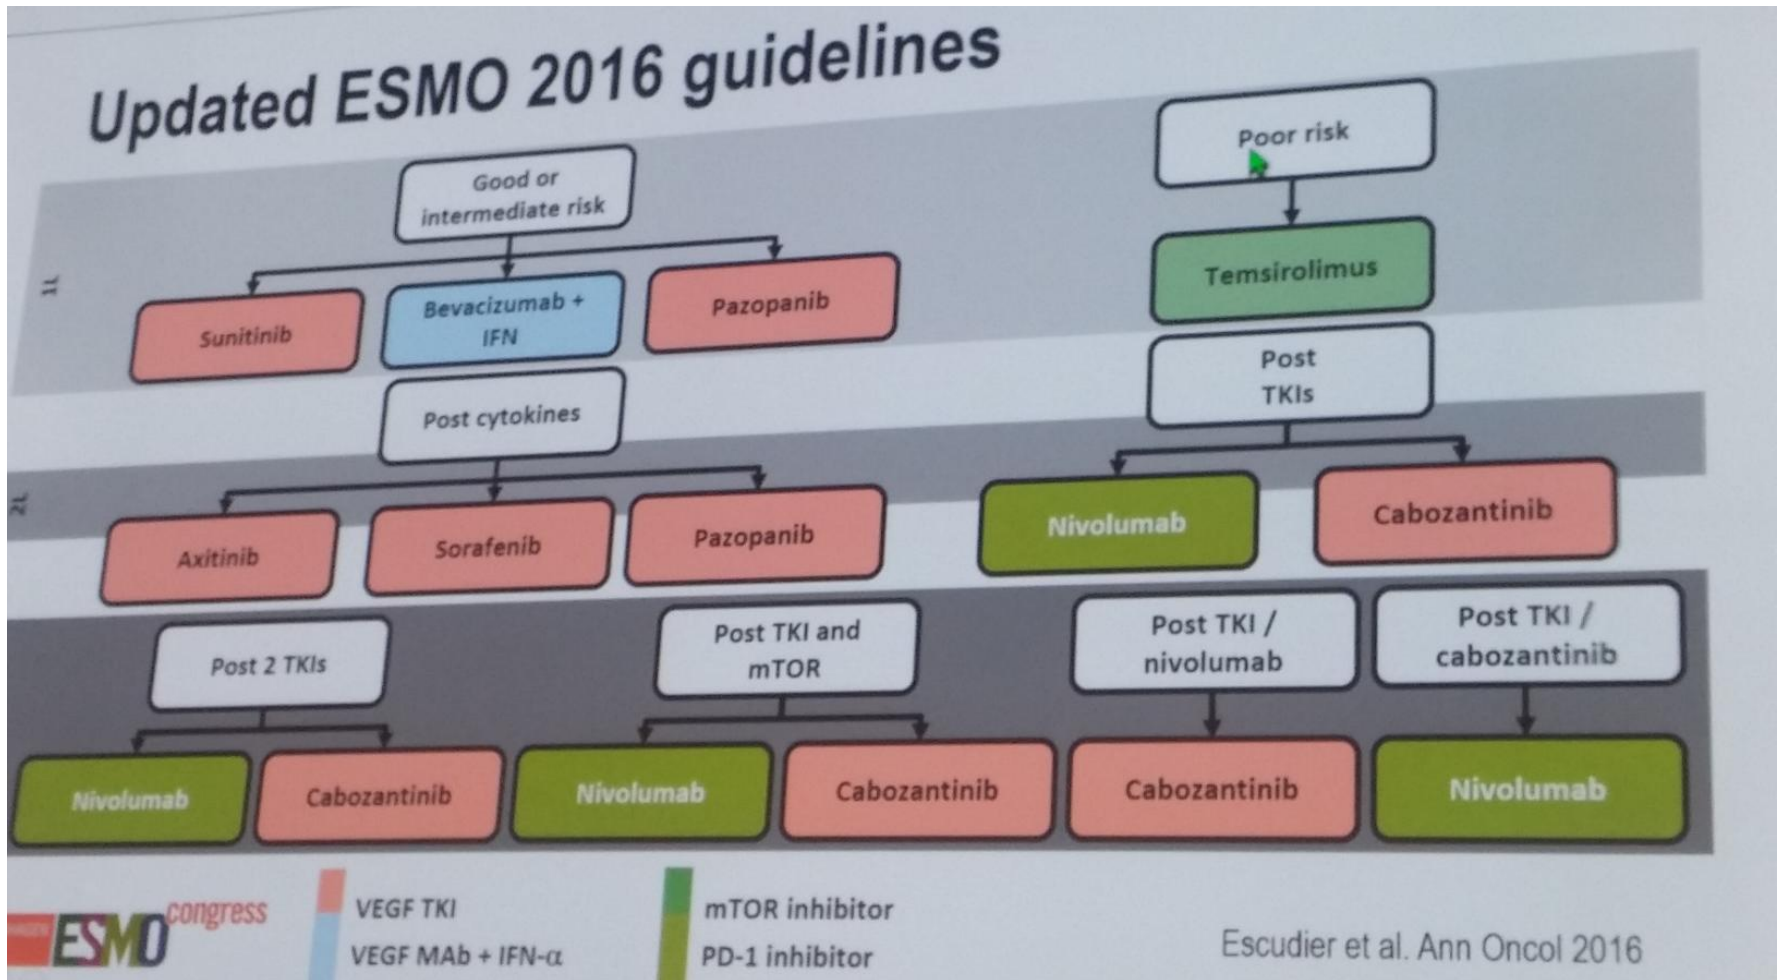 Updated ESMO 2016 guidelines
Poor risk
Good or
intermediate risk
1L
Sunitinib
Bevacizumab +
IFN
Pazopanib
Temsirolimus
Post cytokines
Post
TKIs
2L
Axitinib
Sorafenib
Pazopanib
Nivolumab
Cabozantinib
Post 2 TKIs
Post TKI and
mTOR
Post TKI /
nivolumab
Post TKI /
cabozantinib
Nivolumab
Cabozantinib
Nivolumab
Cabozantinib
Cabozantinib
Nivolumab
ESMO congress
VEGF TKI
VEGF MAb + IFN-α
mTOR inhibitor
PD-1 inhibitor
Escudier et al. Ann Oncol 2016